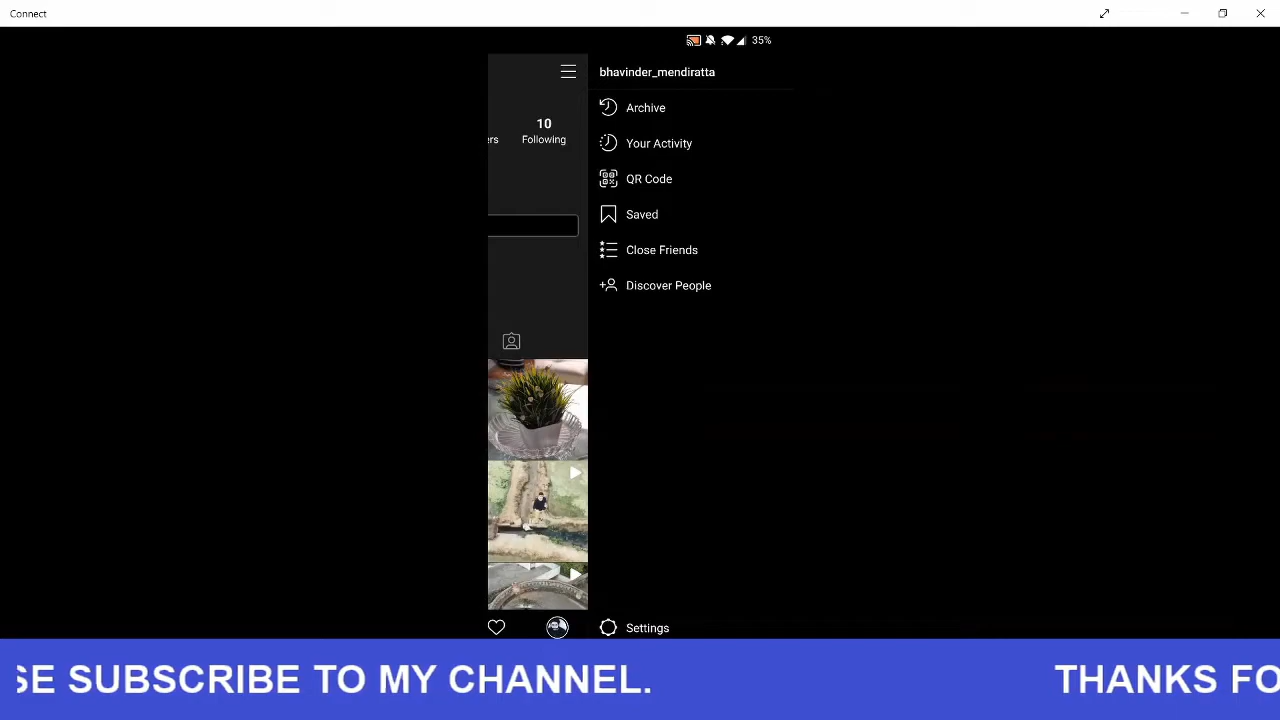 Connect
35%
bhavinder_mendiratta
10
ers Following
Archive
Your Activity
QR Code
Saved
Close Friends
Discover People
Settings
SE SUBSCRIBE TO MY CHANNEL. THANKS FO